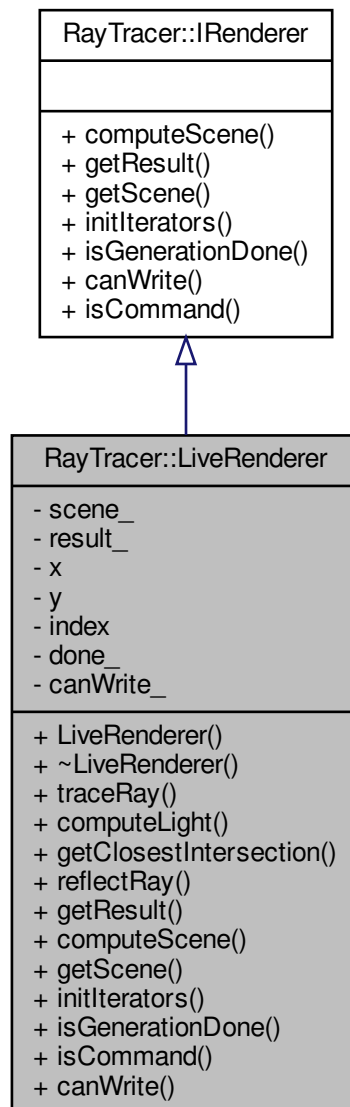 RayTracer::IRenderer
+ computeScene()
+ getResult()
+ getScene()
+ initIterators()
+ isGenerationDone()
+ canWrite()
+ isCommand()
RayTracer::LiveRenderer
- scene_
- result_
- x
- y
- index
- done_
- canWrite_
+ LiveRenderer()
+ ~LiveRenderer()
+ traceRay()
+ computeLight()
+ getClosestIntersection()
+ reflectRay()
+ getResult()
+ computeScene()
+ getScene()
+ initIterators()
+ isGenerationDone()
+ isCommand()
+ canWrite()